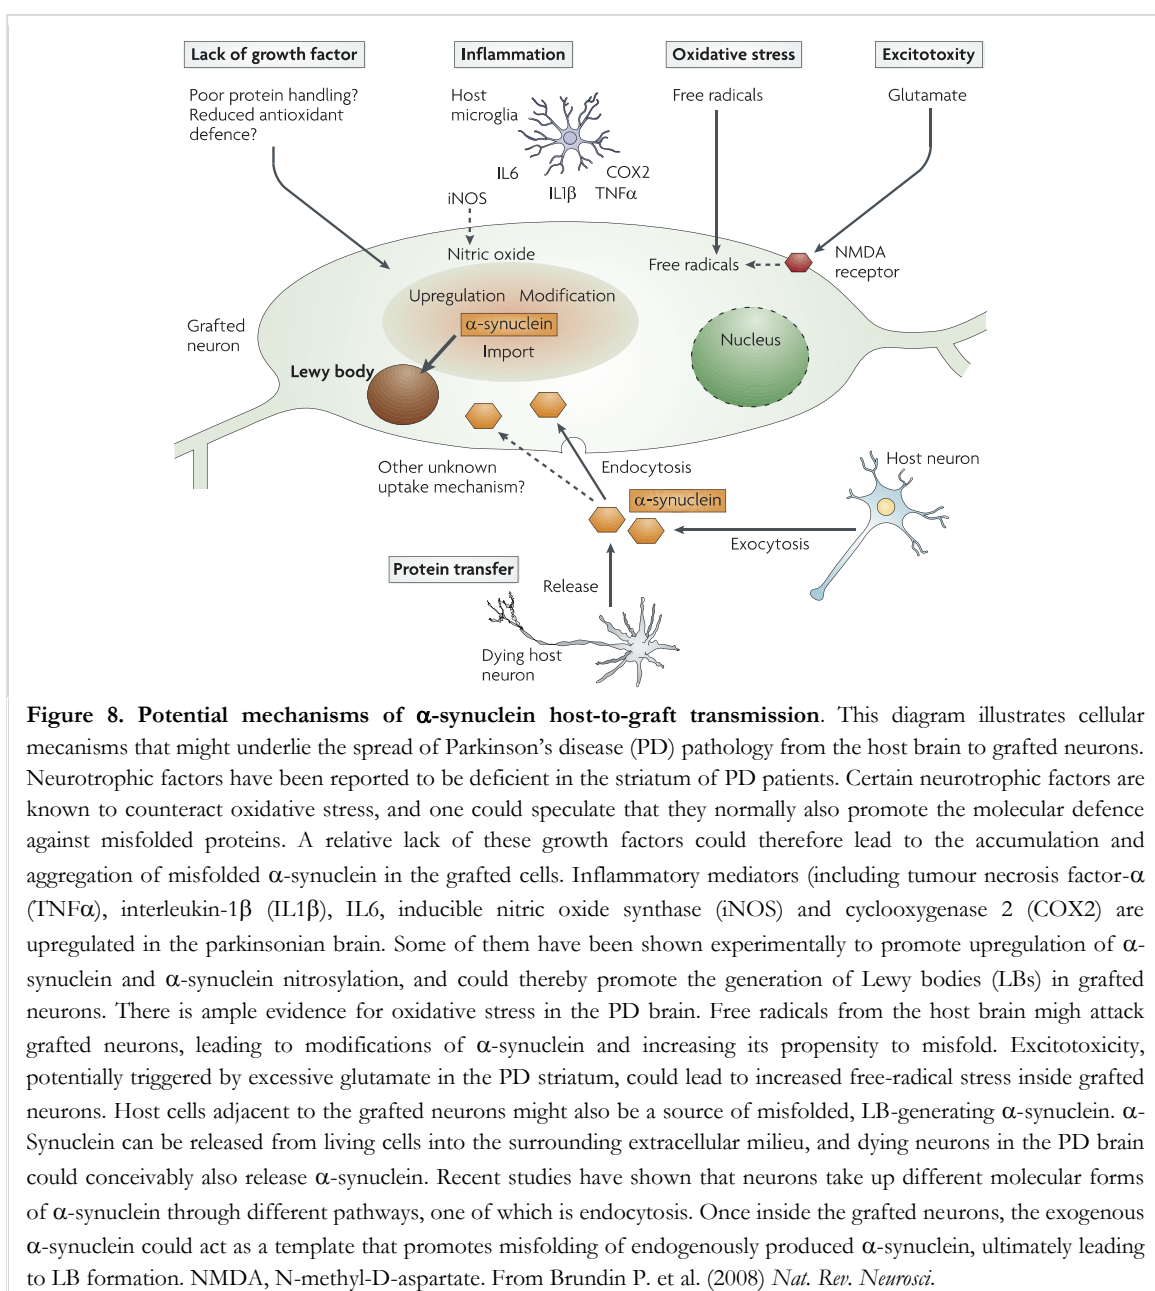 Lack of growth factor
Inflammation
Oxidative stress
Excitotoxity
Poor protein handling?
Reduced antioxidant
defence?
Host
microglia
Free radicals
Glutamate
IL6
COX2
IL1β
TNFα
iNOS
Nitric oxide
Free radicals
NMDA
receptor
Upregulation
Modification
α-synuclein
Import
Grafted
neuron
Nucleus
Lewy body
Other unknown
uptake mechanism?
Endocytosis
Host neuron
α-synuclein
Exocytosis
Protein transfer
Release
Dying host
neuron
Figure 8. Potential mechanisms of α-synuclein host-to-graft transmission. This diagram illustrates cellular
mecanisms that might underlie the spread of Parkinson's disease (PD) pathology from the host brain to grafted neurons.
Neurotrophic factors have been reported to be deficient in the striatum of PD patients. Certain neurotrophic factors are
known to counteract oxidative stress, and one could speculate that they normally also promote the molecular defence
against misfolded proteins. A relative lack of these growth factors could therefore lead to the accumulation and
aggregation of misfolded α-synuclein in the grafted cells. Inflammatory mediators (including tumour necrosis factor-α
(TNFα), interleukin-1β (IL1β), IL6, inducible nitric oxide synthase (iNOS) and cyclooxygenase 2 (COX2) are
upregulated in the parkinsonian brain. Some of them have been shown experimentally to promote upregulation of α-
synuclein and α-synuclein nitrosylation, and could thereby promote the generation of Lewy bodies (LBs) in grafted
neurons. There is ample evidence for oxidative stress in the PD brain. Free radicals from the host brain migh attack
grafted neurons, leading to modifications of α-synuclein and increasing its propensity to misfold. Excitotoxicity,
potentially triggered by excessive glutamate in the PD striatum, could lead to increased free-radical stress inside grafted
neurons. Host cells adjacent to the grafted neurons might also be a source of misfolded, LB-generating α-synuclein. α-
Synuclein can be released from living cells into the surrounding extracellular milieu, and dying neurons in the PD brain
could conceivably also release α-synuclein. Recent studies have shown that neurons take up different molecular forms
of α-synuclein through different pathways, one of which is endocytosis. Once inside the grafted neurons, the exogenous
α-synuclein could act as a template that promotes misfolding of endogenously produced α-synuclein, ultimately leading
to LB formation. NMDA, N-methyl-D-aspartate. From Brundin P. et al. (2008) Nat. Rev. Neurosci.